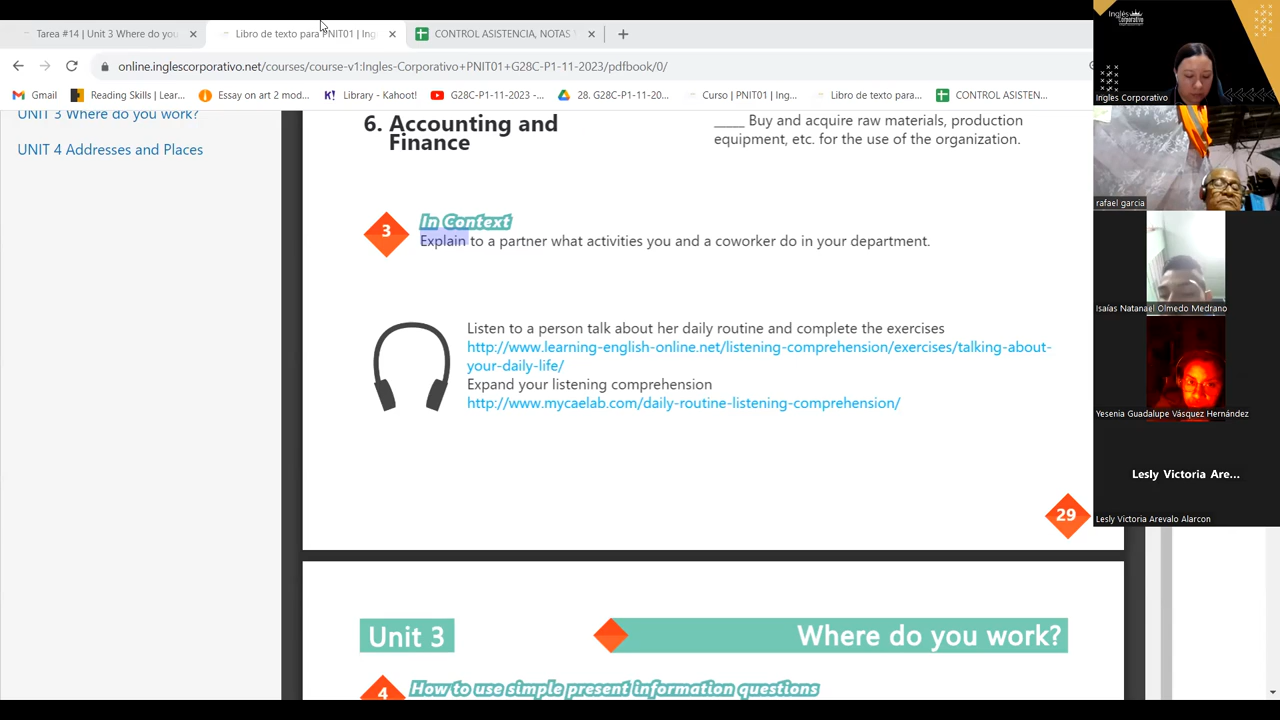 Tarea #14 | Unit 3 Where do you
Libro de texto para PNIT01 | Ing
CONTROL ASISTENCIA, NOTAS
online.inglescorporativo.net/courses/course-v1:Ingles-Corporativo+PNIT01+G28C-P1-11-2023/pdfbook/0/
Gmail
Reading Skills | Lear...
Essay on art 2 mod...
Library - Kahoot!
G28C-P1-11-2023 -...
28. G28C-P1-11-20...
Curso | PNIT01 | Ing...
Libro de texto para...
CONTROL ASISTEN...
UNIT 3 Where do you work?
UNIT 4 Addresses and Places
6. Accounting and
Finance
____ Buy and acquire raw materials, production
equipment, etc. for the use of the organization.
3
In Context
Explain to a partner what activities you and a coworker do in your department.
Listen to a person talk about her daily routine and complete the exercises
http://www.learning-english-online.net/listening-comprehension/exercises/talking-about-
your-daily-life/
Expand your listening comprehension
http://www.mycaelab.com/daily-routine-listening-comprehension/
29
Unit 3
Where do you work?
4
How to use simple present information questions
Inglés
Corporativo
Ingles Corporativo
rafael garcia
Isaías Natanael Olmedo Medrano
Yesenia Guadalupe Vásquez Hernández
Lesly Victoria Are...
Lesly Victoria Arevalo Alarcon